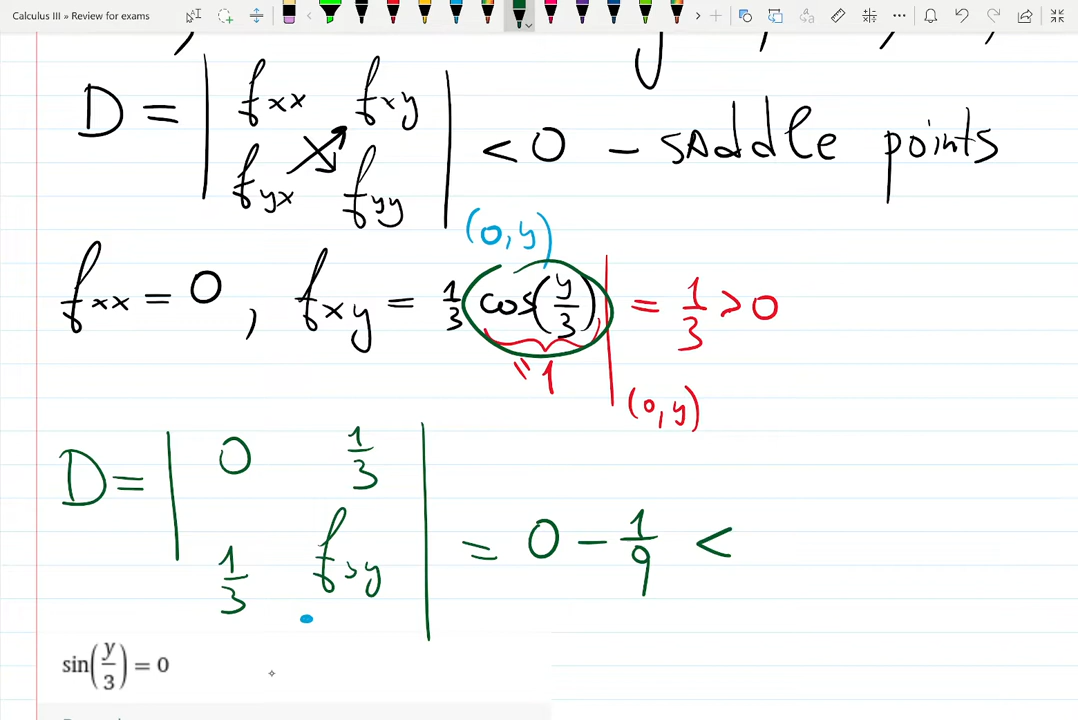 Calculus III » Review for exams
D = | fxx fxy |
| fyx fyy | < 0 - saddle points
(0, y)
fxx = 0, fxy = 1/3 cos(y/3) | = 1/3 > 0
= 1
(0, y)
D = | 0 1/3 |
| 1/3 fyy | = 0 - 1/9 <
sin(y/3) = 0